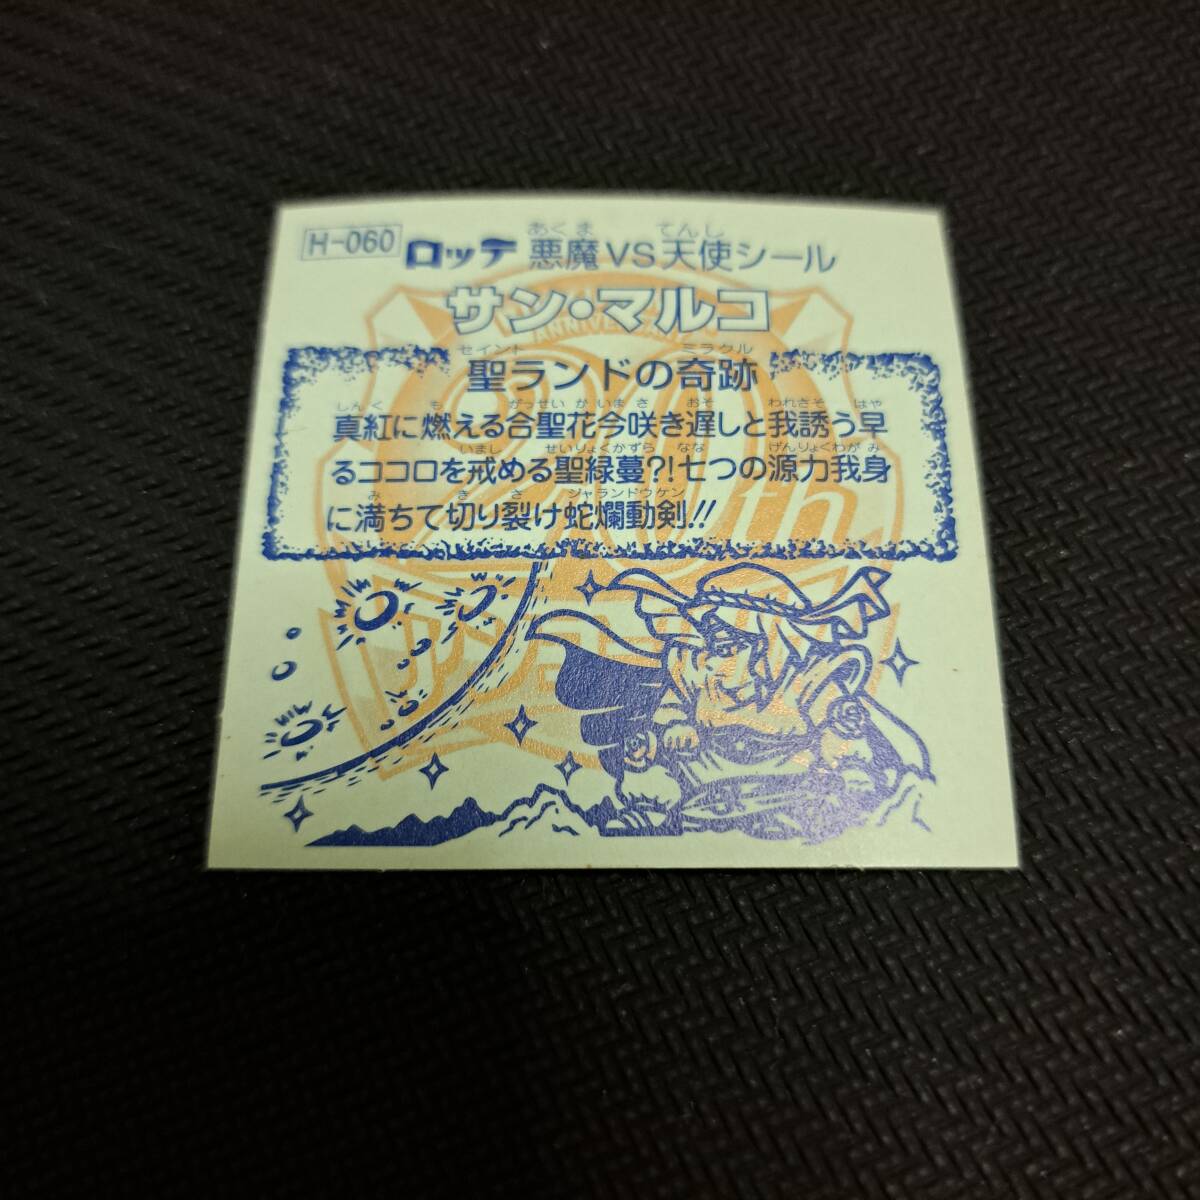 H-060 ロッテ 悪魔VS天使シール
あくま てんし
サン・マルコ
ANNIVERSARY
セイント ミラクル
聖ランドの奇跡
しんく も がっせいかいまさ おそ われさそ はや
真紅に燃える合聖花今咲き遅しと我誘う早
いまし せいりょくかずら なな げんりょくわがみ
るココロを戒める聖緑蔓?!七つの源力我身
み き さ ジャランドウケン
に満ちて切り裂け蛇爛動剣!!
20th